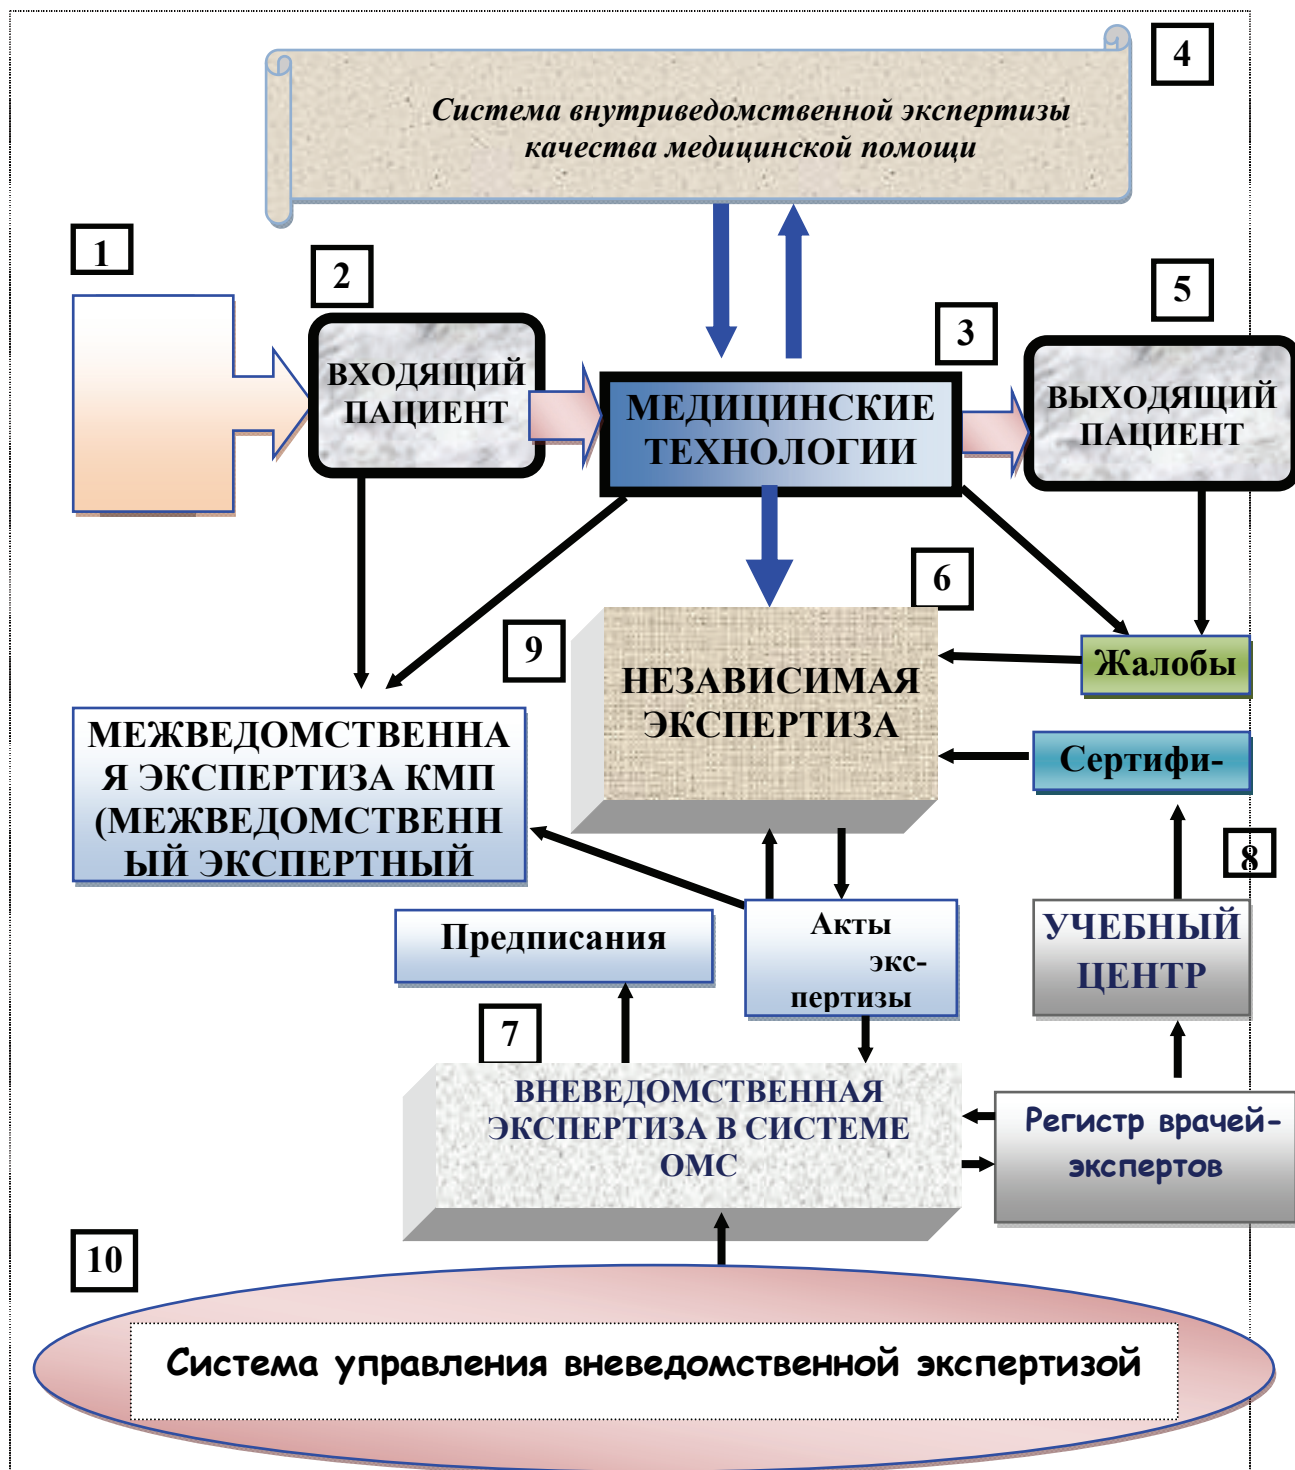 4
Система внутриведомственной экспертизы
качества медицинской помощи
1
2
5
3
ВХОДЯЩИЙ
ПАЦИЕНТ
МЕДИЦИНСКИЕ
ТЕХНОЛОГИИ
ВЫХОДЯЩИЙ
ПАЦИЕНТ
6
9
НЕЗАВИСИМАЯ
ЭКСПЕРТИЗА
Жалобы
Сертифи-
МЕЖВЕДОМСТВЕННА
Я ЭКСПЕРТИЗА КМП
(МЕЖВЕДОМСТВЕНН
ЫЙ ЭКСПЕРТНЫЙ
8
Предписания
Акты
экс-
пертизы
УЧЕБНЫЙ
ЦЕНТР
7
ВНЕВЕДОМСТВЕННАЯ
ЭКСПЕРТИЗА В СИСТЕМЕ
ОМС
Регистр врачей-
экспертов
10
Система управления вневедомственной экспертизой